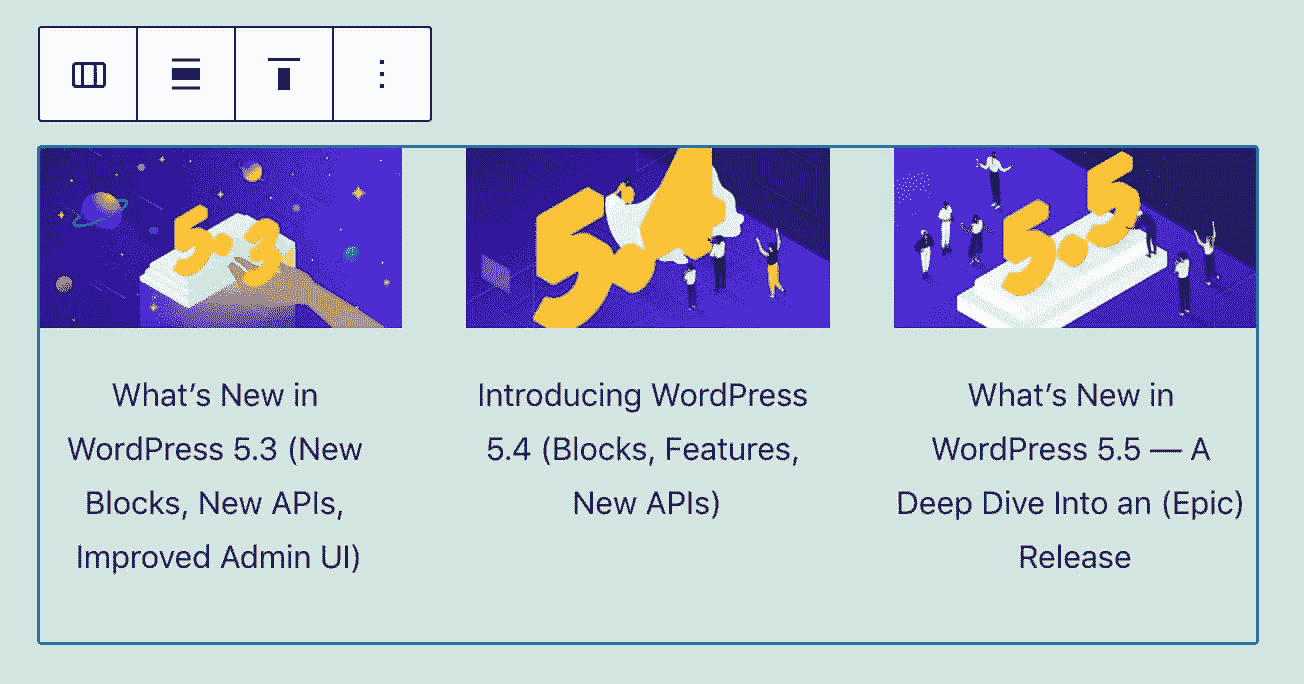 5.3
5.4
5.5
What’s New in
WordPress 5.3 (New
Blocks, New APIs,
Improved Admin UI)
Introducing WordPress
5.4 (Blocks, Features,
New APIs)
What’s New in
WordPress 5.5 — A
Deep Dive Into an (Epic)
Release